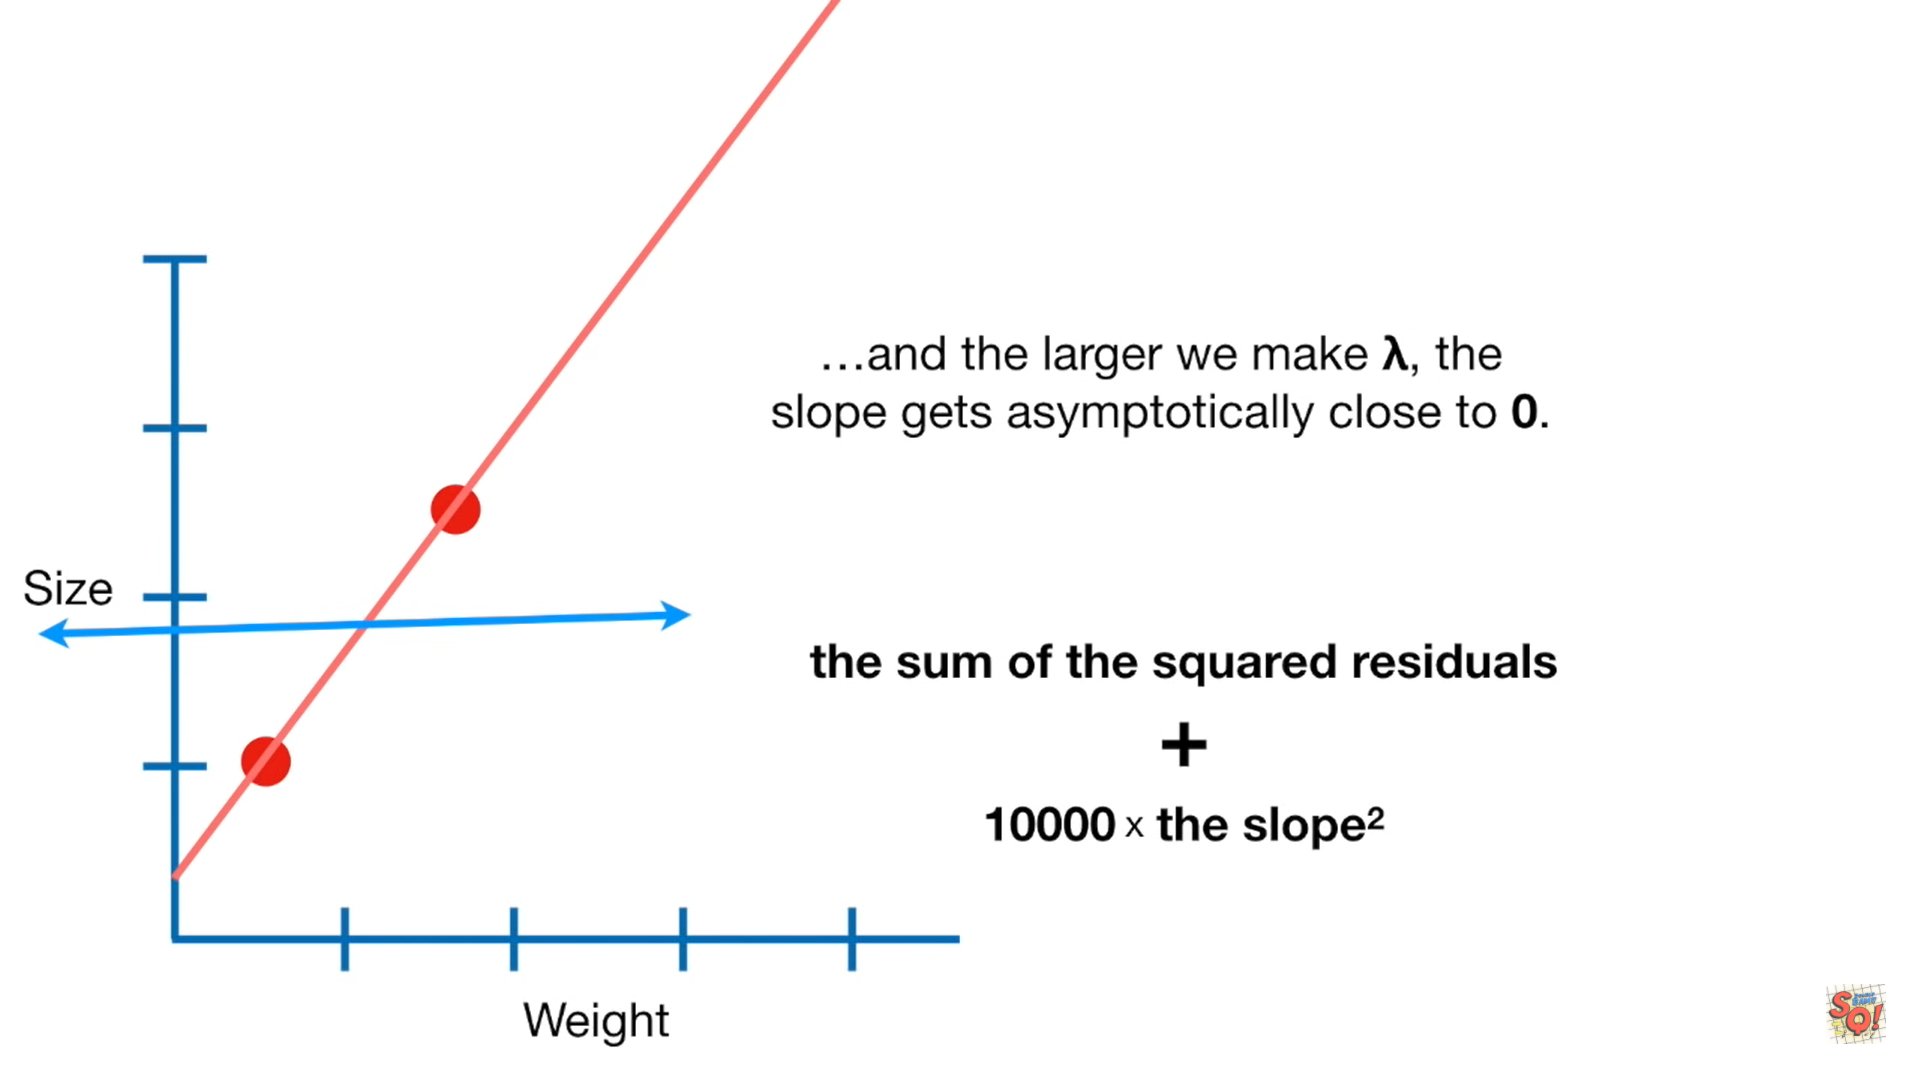 ...and the larger we make λ, the
slope gets asymptotically close to 0.
Size
the sum of the squared residuals
+
10000 x the slope²
Weight
SQ!